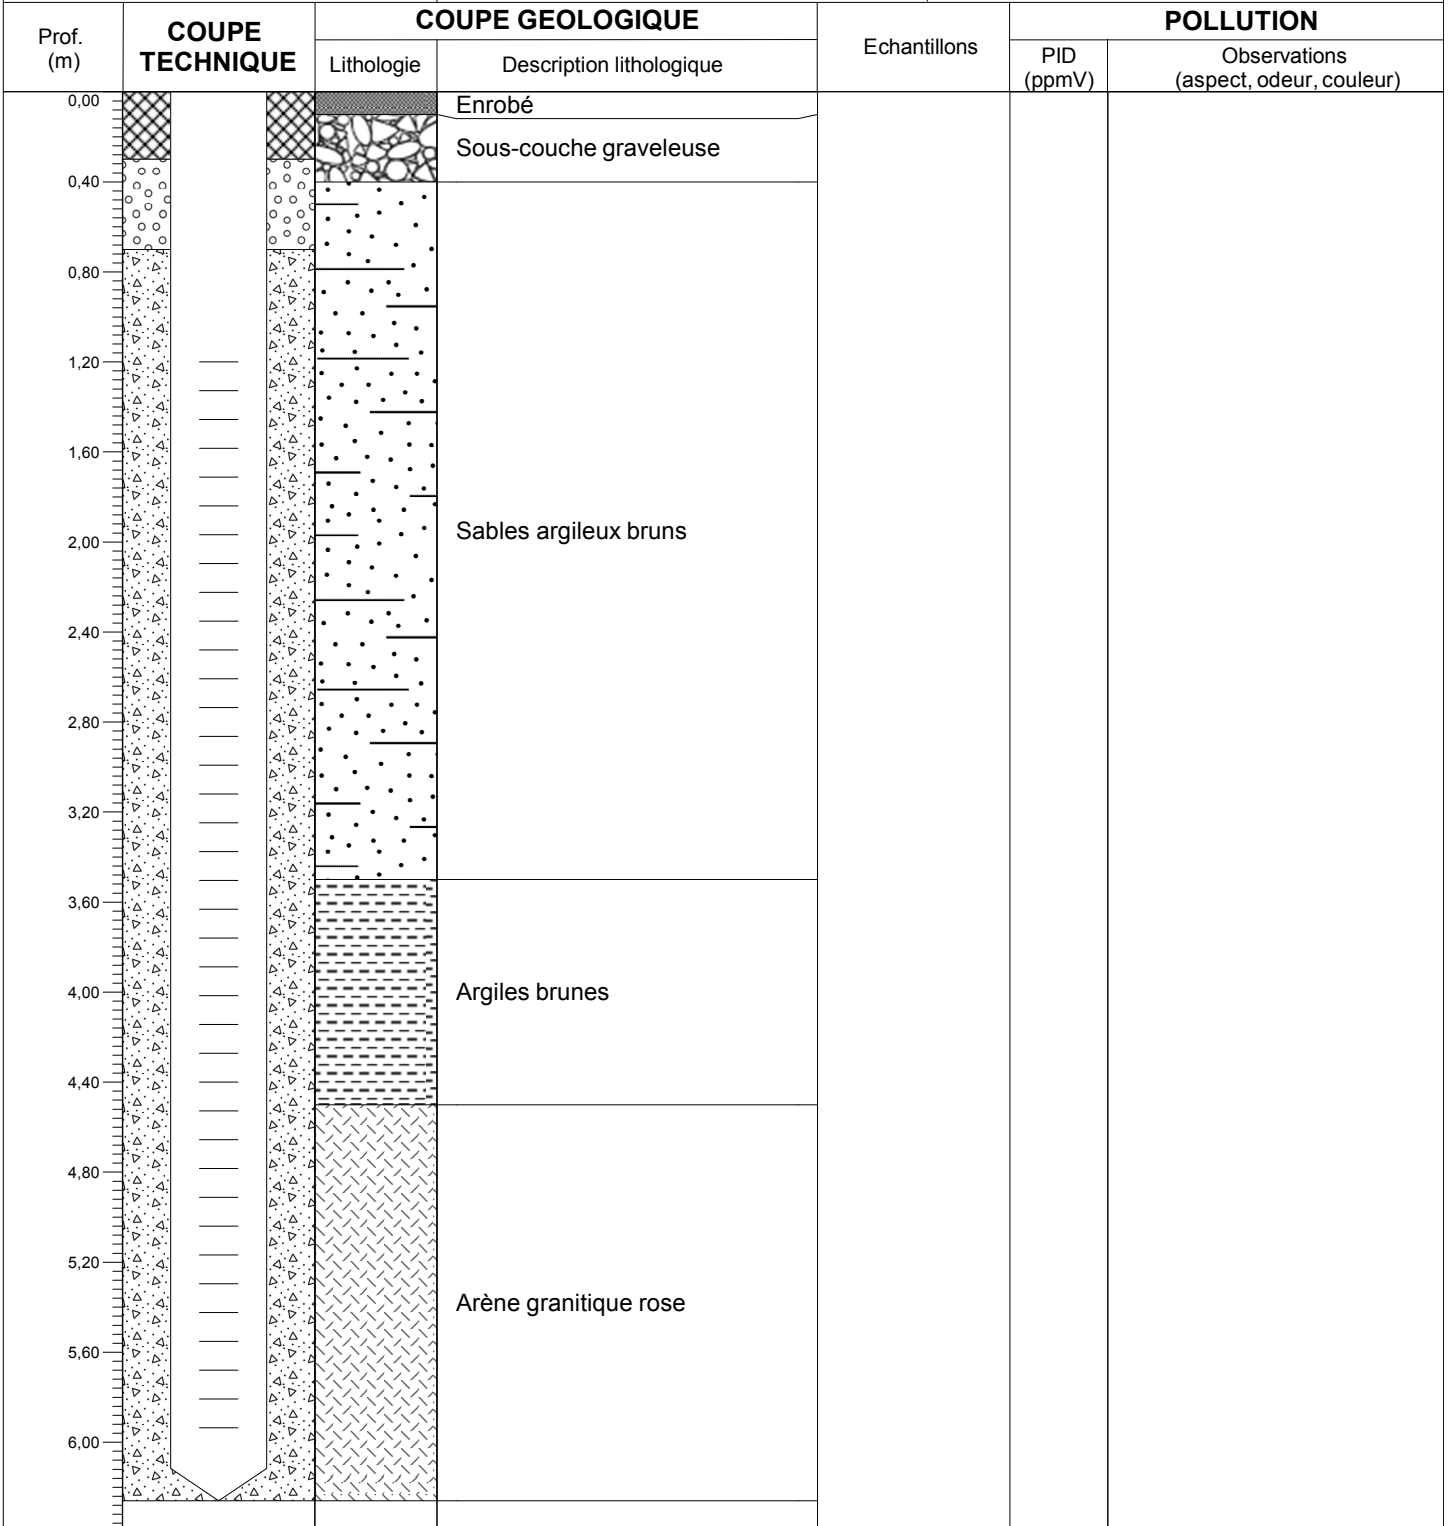 Prof.
(m)
COUPE
TECHNIQUE
COUPE GEOLOGIQUE
Lithologie
Description lithologique
Echantillons
POLLUTION
PID
(ppmV)
Observations
(aspect, odeur, couleur)
0,00
Enrobé
Sous-couche graveleuse
0,40
0,80
1,20
1,60
2,00
Sables argileux bruns
2,40
2,80
3,20
3,60
4,00
Argiles brunes
4,40
4,80
5,20
Arène granitique rose
5,60
6,00